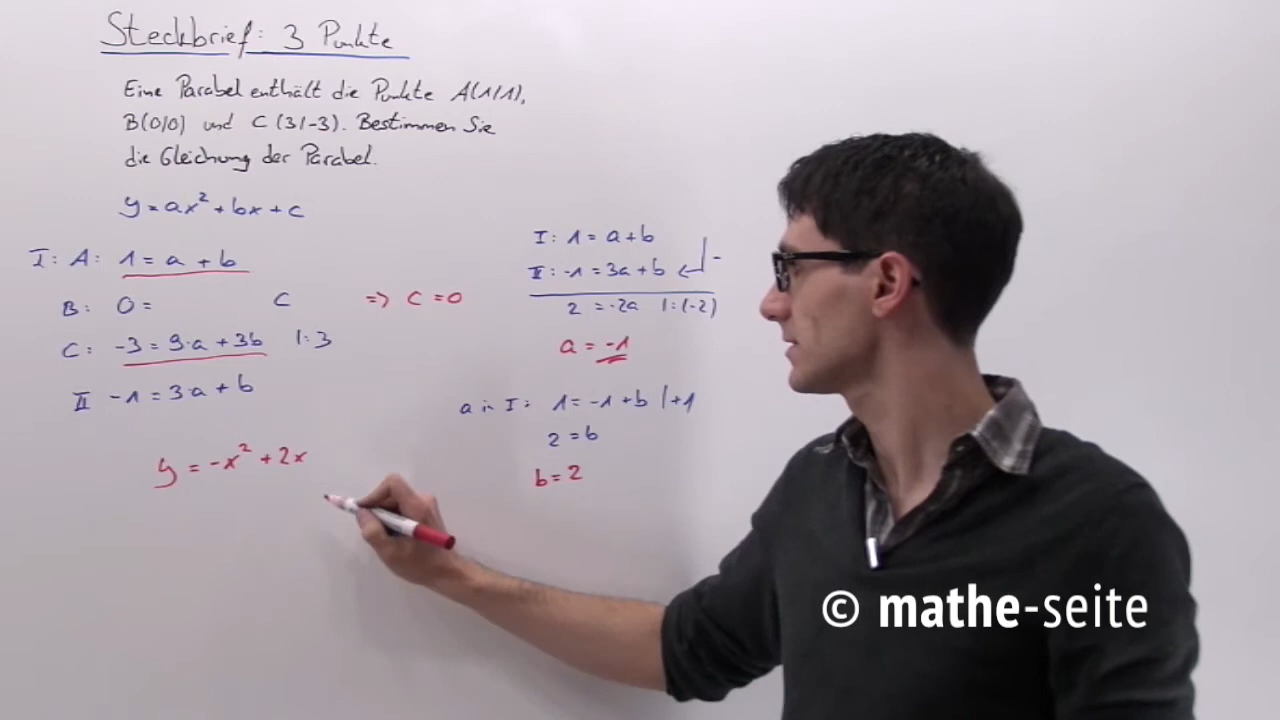 Steckbrief: 3 Punkte
Eine Parabel enthält die Punkte A(1/1),
B(0/0) und C(3/-3). Bestimmen Sie
die Gleichung der Parabel.
y = ax² + bx + c
I: A: 1 = a + b
B: 0 = C => C = 0
C: -3 = 9·a + 3b |:3
II -1 = 3·a + b
y = -x² + 2x
I: 1 = a+b
II: -1 = 3a+b -
2 = -2a |:(-2)
a = -1
a in I: 1 = -1 + b |+1
2 = b
b = 2
© mathe-seite